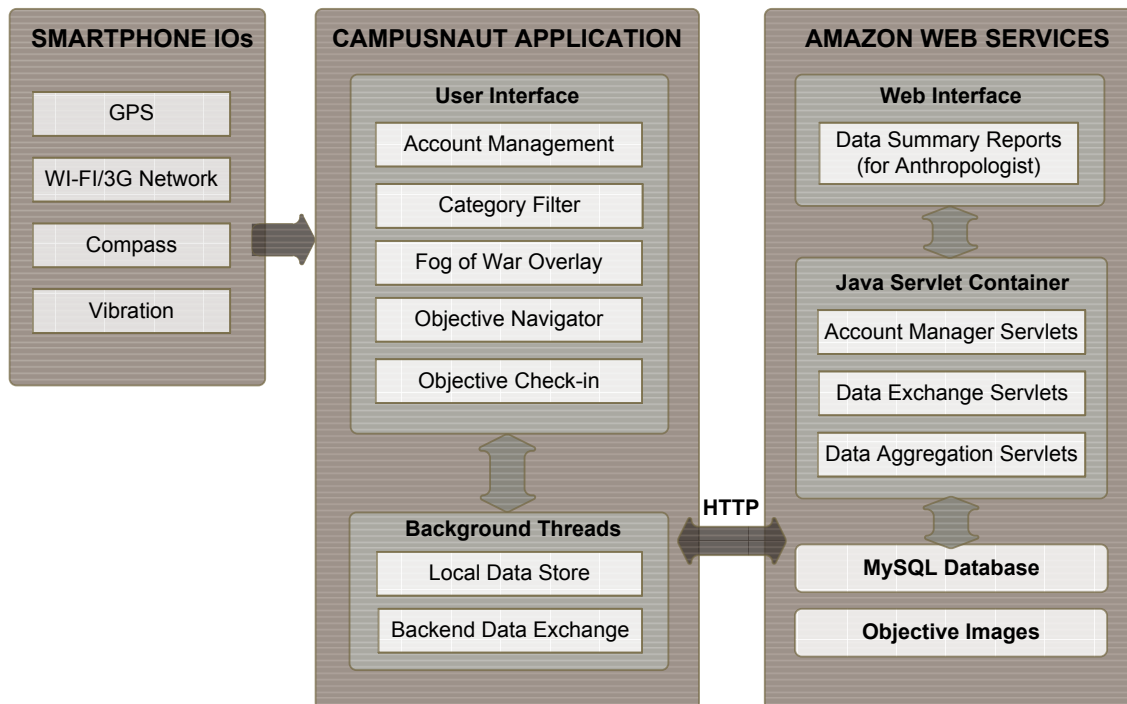 SMARTPHONE IOs
GPS
WI-FI/3G Network
Compass
Vibration
CAMPUSNAUT APPLICATION
User Interface
Account Management
Category Filter
Fog of War Overlay
Objective Navigator
Objective Check-in
Background Threads
Local Data Store
Backend Data Exchange
HTTP
AMAZON WEB SERVICES
Web Interface
Data Summary Reports
(for Anthropologist)
Java Servlet Container
Account Manager Servlets
Data Exchange Servlets
Data Aggregation Servlets
MySQL Database
Objective Images